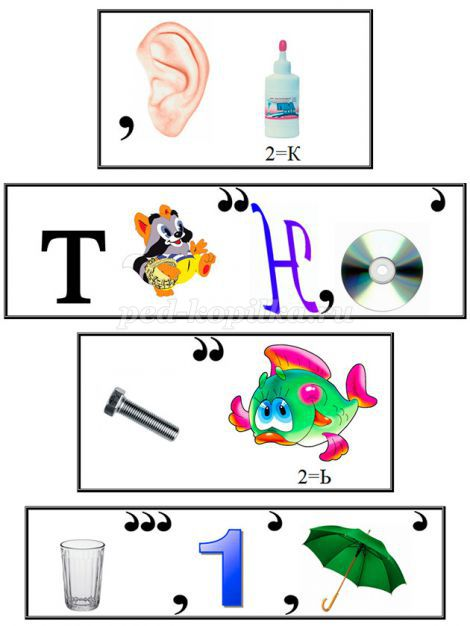 ,
2=К
Т ,, Н , '
ped-kopilka.ru
,,
2=Ь
,,, , 1 ' , '